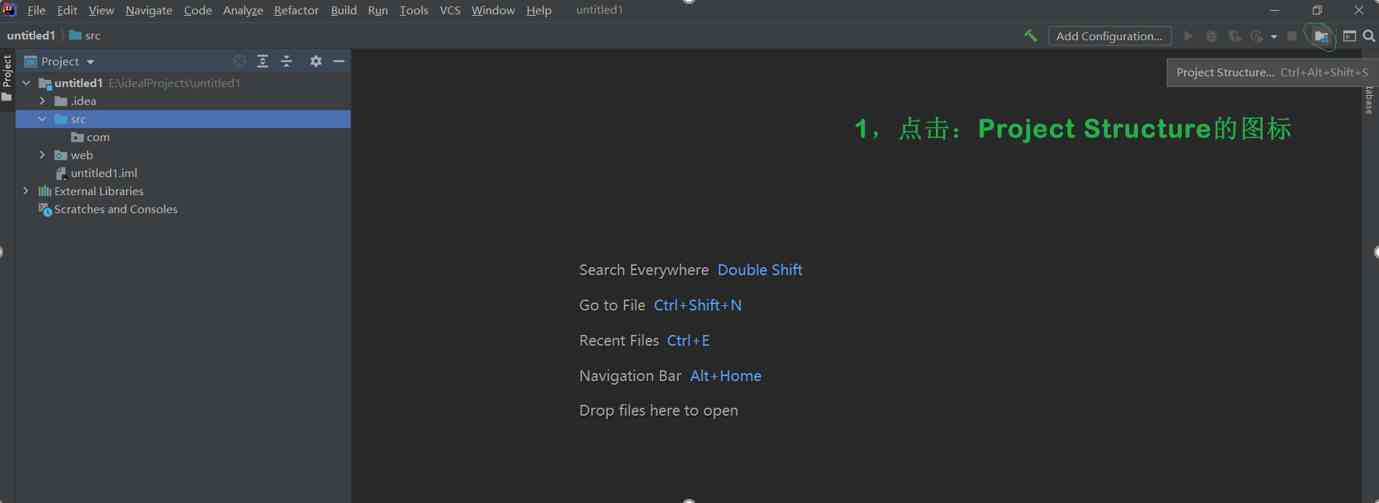 File Edit View Navigate Code Analyze Refactor Build Run Tools VCS Window Help untitled1
untitled1 src Add Configuration...
Project
Project Structure... Ctrl+Alt+Shift+S
Project
untitled1 E:\idealProjects\untitled1
.idea
src
com
web
untitled1.iml
External Libraries
Scratches and Consoles
tabase
1，点击：Project Structure的图标
Search Everywhere Double Shift
Go to File Ctrl+Shift+N
Recent Files Ctrl+E
Navigation Bar Alt+Home
Drop files here to open